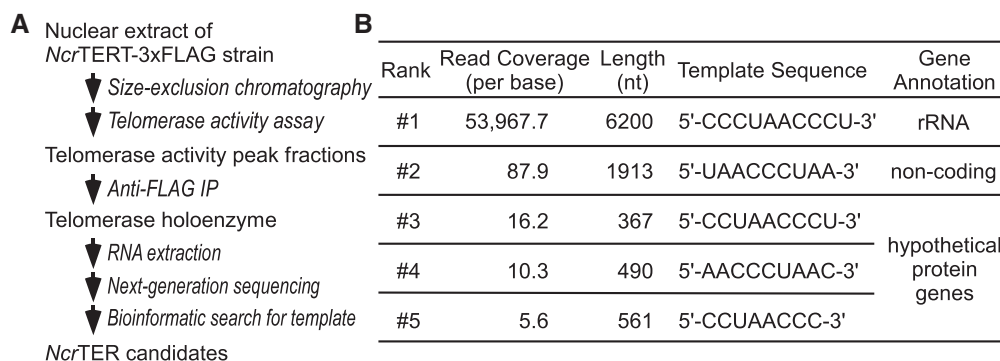 A
Nuclear extract of
NcrTERT-3xFLAG strain
Size-exclusion chromatography
Telomerase activity assay
Telomerase activity peak fractions
Anti-FLAG IP
Telomerase holoenzyme
RNA extraction
Next-generation sequencing
Bioinformatic search for template
NcrTER candidates
B
Rank Read Coverage (per base) Length (nt) Template Sequence Gene Annotation
#1 53,967.7 6200 5'-CCCUAACCCU-3' rRNA
#2 87.9 1913 5'-UAACCCUAA-3' non-coding
#3 16.2 367 5'-CCUAACCCU-3'
#4 10.3 490 5'-AACCCUAAC-3'
#5 5.6 561 5'-CCUAACCC-3'
hypothetical
protein
genes